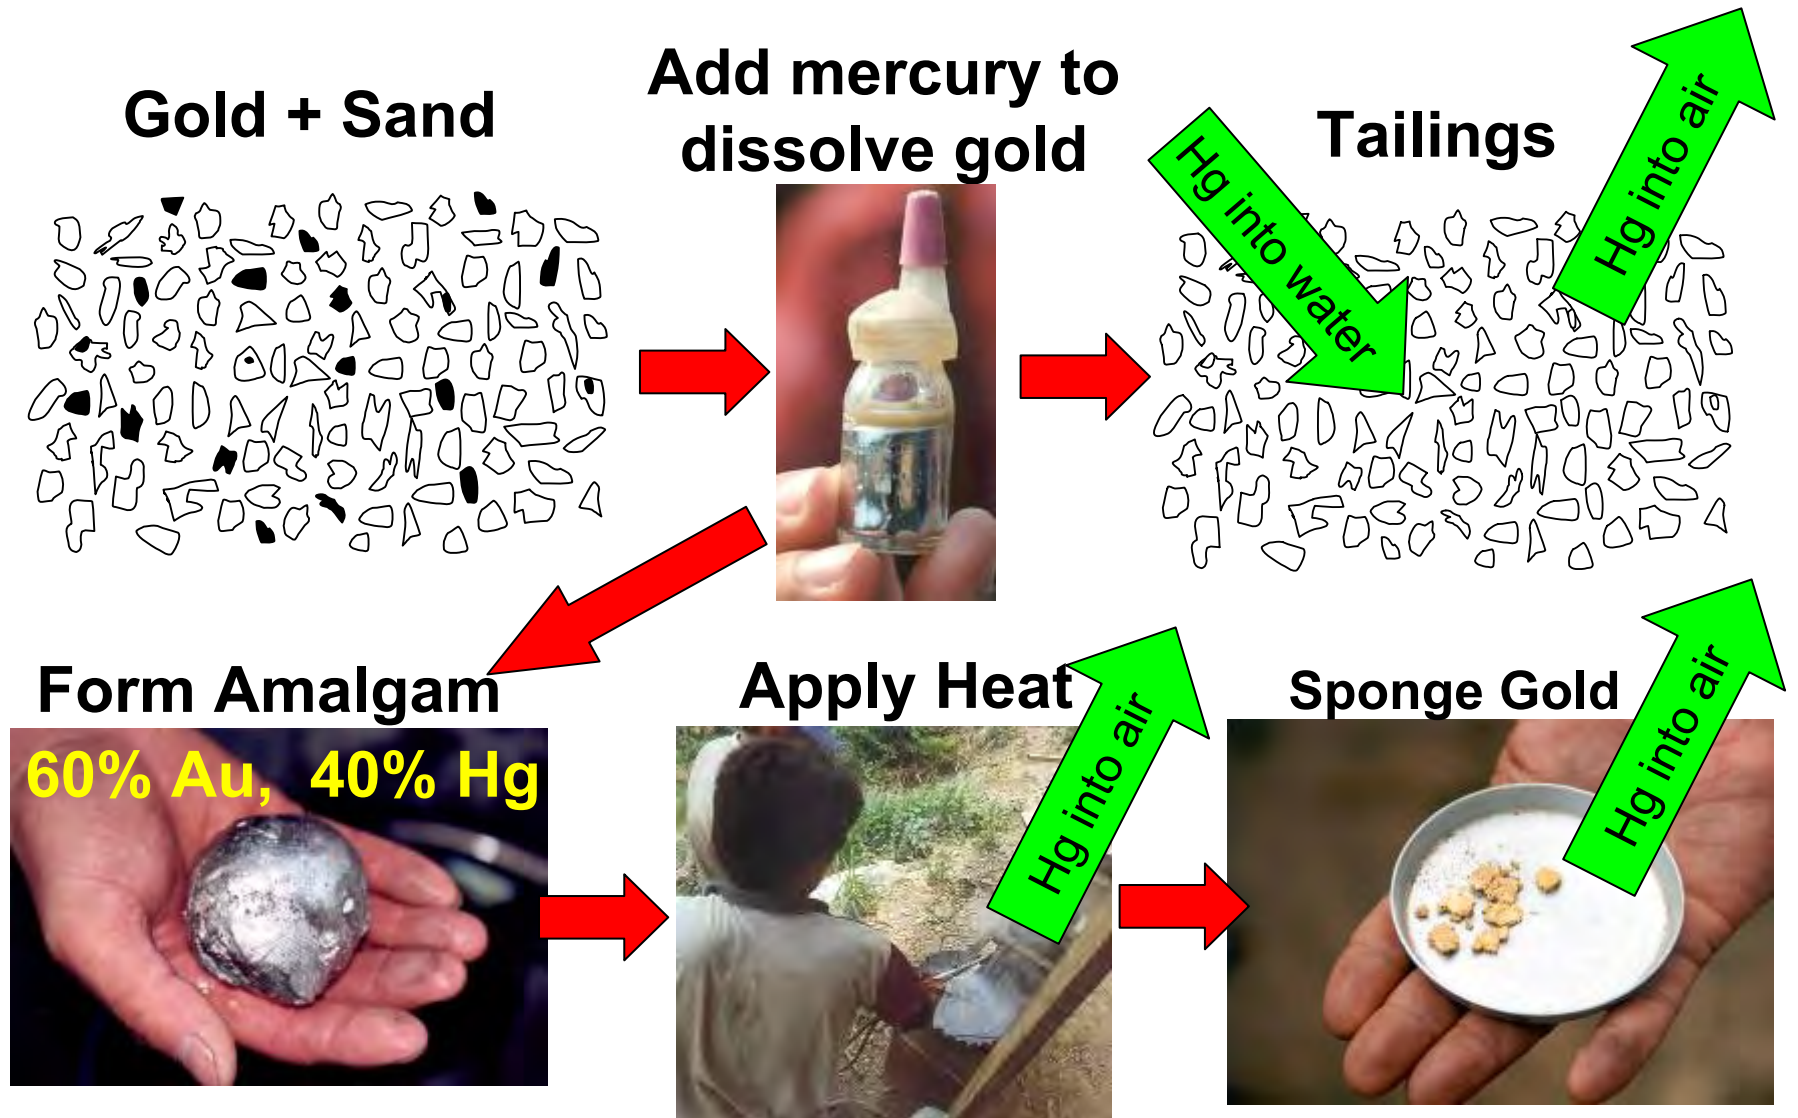 Gold + Sand
Add mercury to
dissolve gold
Tailings
Hg into water
Hg into air
Form Amalgam
60% Au, 40% Hg
Apply Heat
Hg into air
Sponge Gold
Hg into air